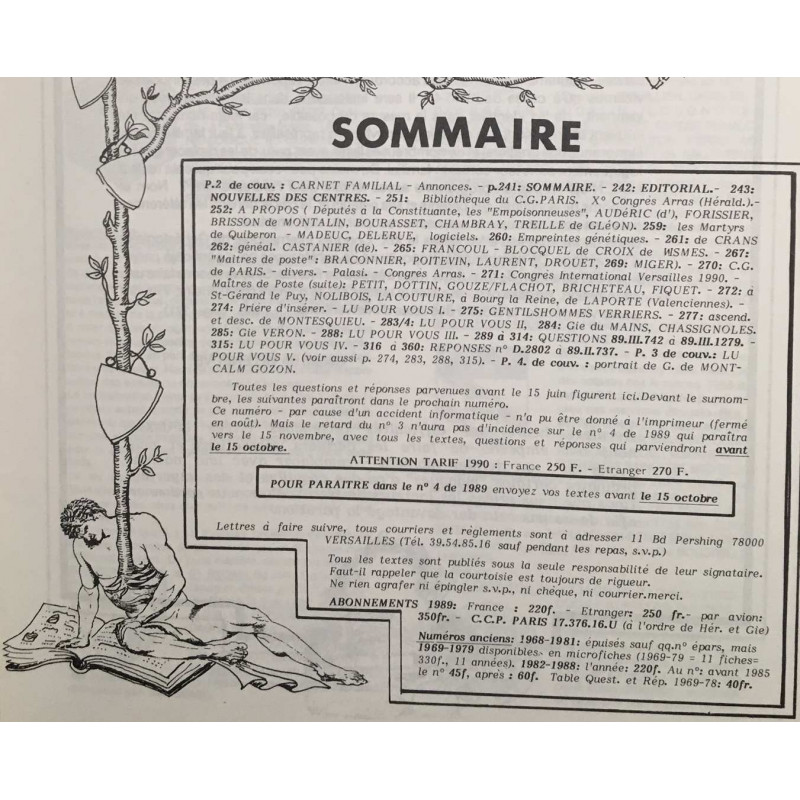 SOMMAIRE
P.2 de couv. : CARNET FAMILIAL - Annonces. - p.241: SOMMAIRE. - 242: EDITORIAL.- 243:
NOUVELLES DES CENTRES. - 251: Bibliothèque du C.G.PARIS. X° Congrès Arras (Hérald.).-
252: A PROPOS ( Députés à la Constituante, les "Empoisonneuses", AUDéRIC (d'), FORISSIER,
BRISSON de MONTALIN, BOURASSET, CHAMBRAY, TREILLE de GLéON). 259: les Martyrs
de Quiberon - MADEUC, DELERUE, logiciels. 260: Empreintes génétiques. - 261: de CRANS
262: généal. CASTANIER (de). - 265: FRANCOUL - BLOCQUEL de CROIX de WSMES. - 267:
"Maitres de poste" : BRACONNIER, POITEVIN, LAURENT, DROUET, 269: MIGER). - 270: C.G.
de PARIS. - divers. - Palasi. - Congrès Arras. - 271: Congrès International Versailles 1990. -
Maîtres de Poste (suite): PETIT, DOTTIN, GOUZE/FLACHOT, BRICHETEAU, FIQUET. - 272: à
St-Gérand le Puy, NOLIBOIS, LACOUTURE, à Bourg la Reine, de LAPORTE (Valenciennes). -
274: Prière d'insérer. - LU POUR VOUS I. - 275: GENTILSHOMMES VERRIERS. - 277: ascend.
et desc. de MONTESQUIEU. - 283/4: LU POUR VOUS II, 284: Gie du MAINS, CHASSIGNOLES.
285: Gie VERON. - 288: LU POUR VOUS III. - 289 à 314: QUESTIONS 89.III.742 à 89.III.1279. -
315: LU POUR VOUS IV. - 316 à 360: REPONSES n° D.2802 à 89.II.737. - P. 3 de couv.: LU
POUR VOUS V. (voir aussi p. 274, 283, 288, 315). - P. 4. de couv. : portrait de G. de MONT-
CALM GOZON.
Toutes les questions et réponses parvenues avant le 15 juin figurent ici.Devant le surnom-
bre, les suivantes paraîtront dans le prochain numéro.
Ce numéro - par cause d'un accident informatique - n'a pu être donné à l'imprimeur (fermé
en août). Mais le retard du n° 3 n'aura pas d'incidence sur le n° 4 de 1989 qui paraîtra
vers le 15 novembre, avec tous les textes, questions et réponses qui parviendront avant
le 15 octobre.
ATTENTION TARIF 1990 : France 250 F. - Etranger 270 F.
POUR PARAITRE dans le n° 4 de 1989 envoyez vos textes avant le 15 octobre
Lettres à faire suivre, tous courriers et règlements sont à adresser 11 Bd Pershing 78000
VERSAILLES (Tél. 39.54.85.16 sauf pendant les repas, s.v.p.)
Tous les textes sont publiés sous la seule responsabilité de leur signataire.
Faut-il rappeler que la courtoisie est toujours de rigueur.
Ne rien agrafer ni épingler s.v.p., ni chèque, ni courrier.merci.
ABONNEMENTS 1989: France : 220f. - Etranger: 250 fr.- par avion:
350fr. - C.C.P. PARIS 17.376.16.U (à l'ordre de Hér. et Gie)
Numéros anciens: 1968-1981: épuisés sauf qq.n° épars, mais
1969-1979 disponibles- en microfiches (1969-79 = 11 fiches=
330f., 11 années). 1982-1988: l'année: 220f. Au n°: avant 1985
le n° 45f, après : 60f. Table Quest. et Rép. 1969-78: 40fr.